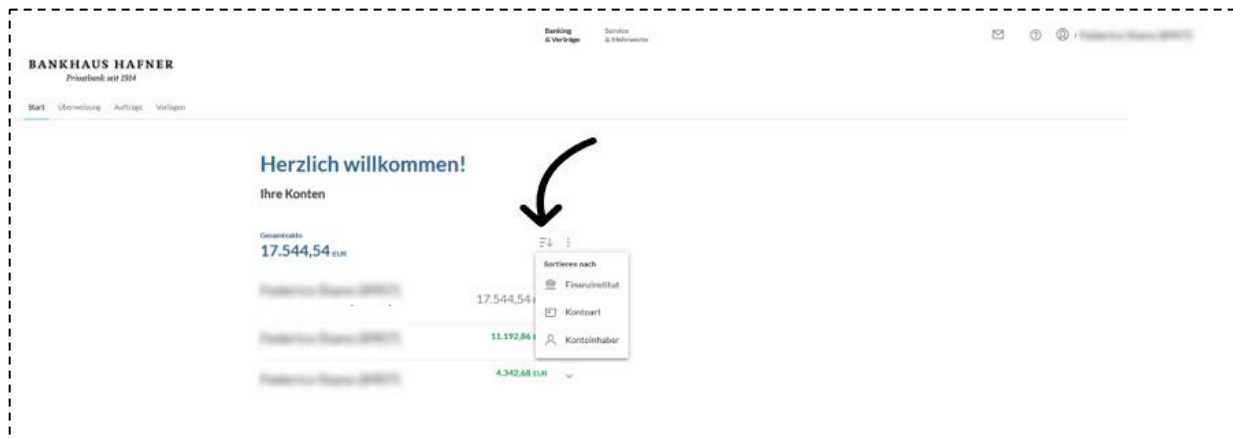 Banking
& Verträge
Service
& Mehrwerte
BANKHAUS HAFNER
Privatbank seit 1914
Start Überweisung Aufträge Vorlagen
Herzlich willkommen!
Ihre Konten
Gesamtsaldo
17.544,54 EUR
Sortieren nach
Finanzinstitut
17.544,54
Kontoart
11.192,86
Kontoinhaber
4.342,68 EUR